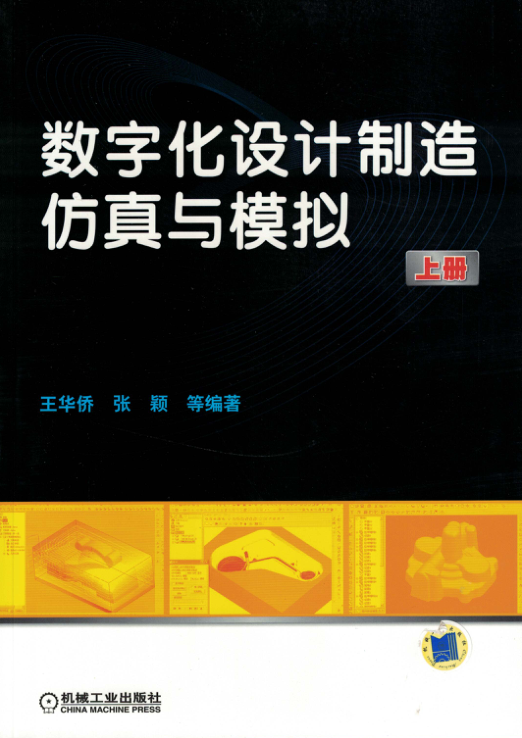 数字化设计制造
仿真与模拟
上册
王华侨 张 颖 等编著
机械工业出版社
CHINA MACHINE PRESS